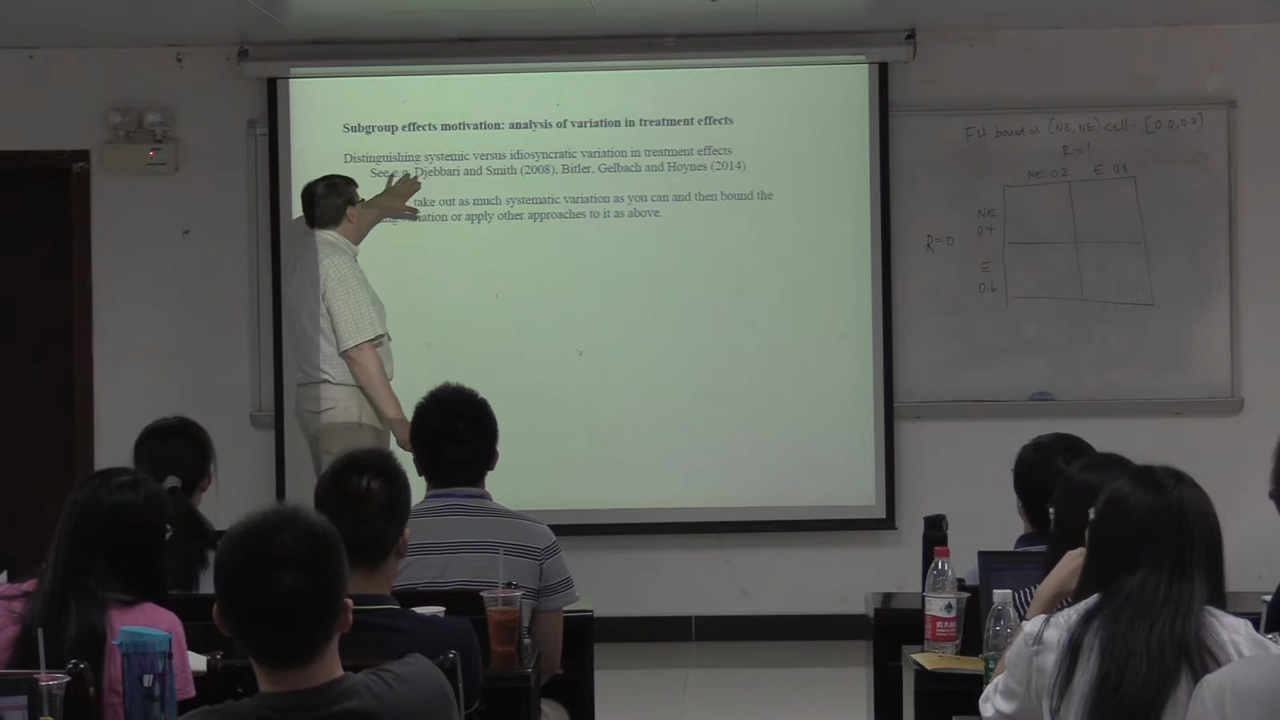 Subgroup effects motivation: analysis of variation in treatment effects
Distinguishing systemic versus idiosyncratic variation in treatment effects
See e.g. Djebbari and Smith (2008), Bitler, Gelbach and Hoynes (2014)
take out as much systematic variation as you can and then bound the
variation or apply other approaches to it as above.
FH bound on (NE, NE) cell: [0.0, 0.2]
R=1
NE 0.2 E 0.8
NE
0.4
R=0
E
0.6